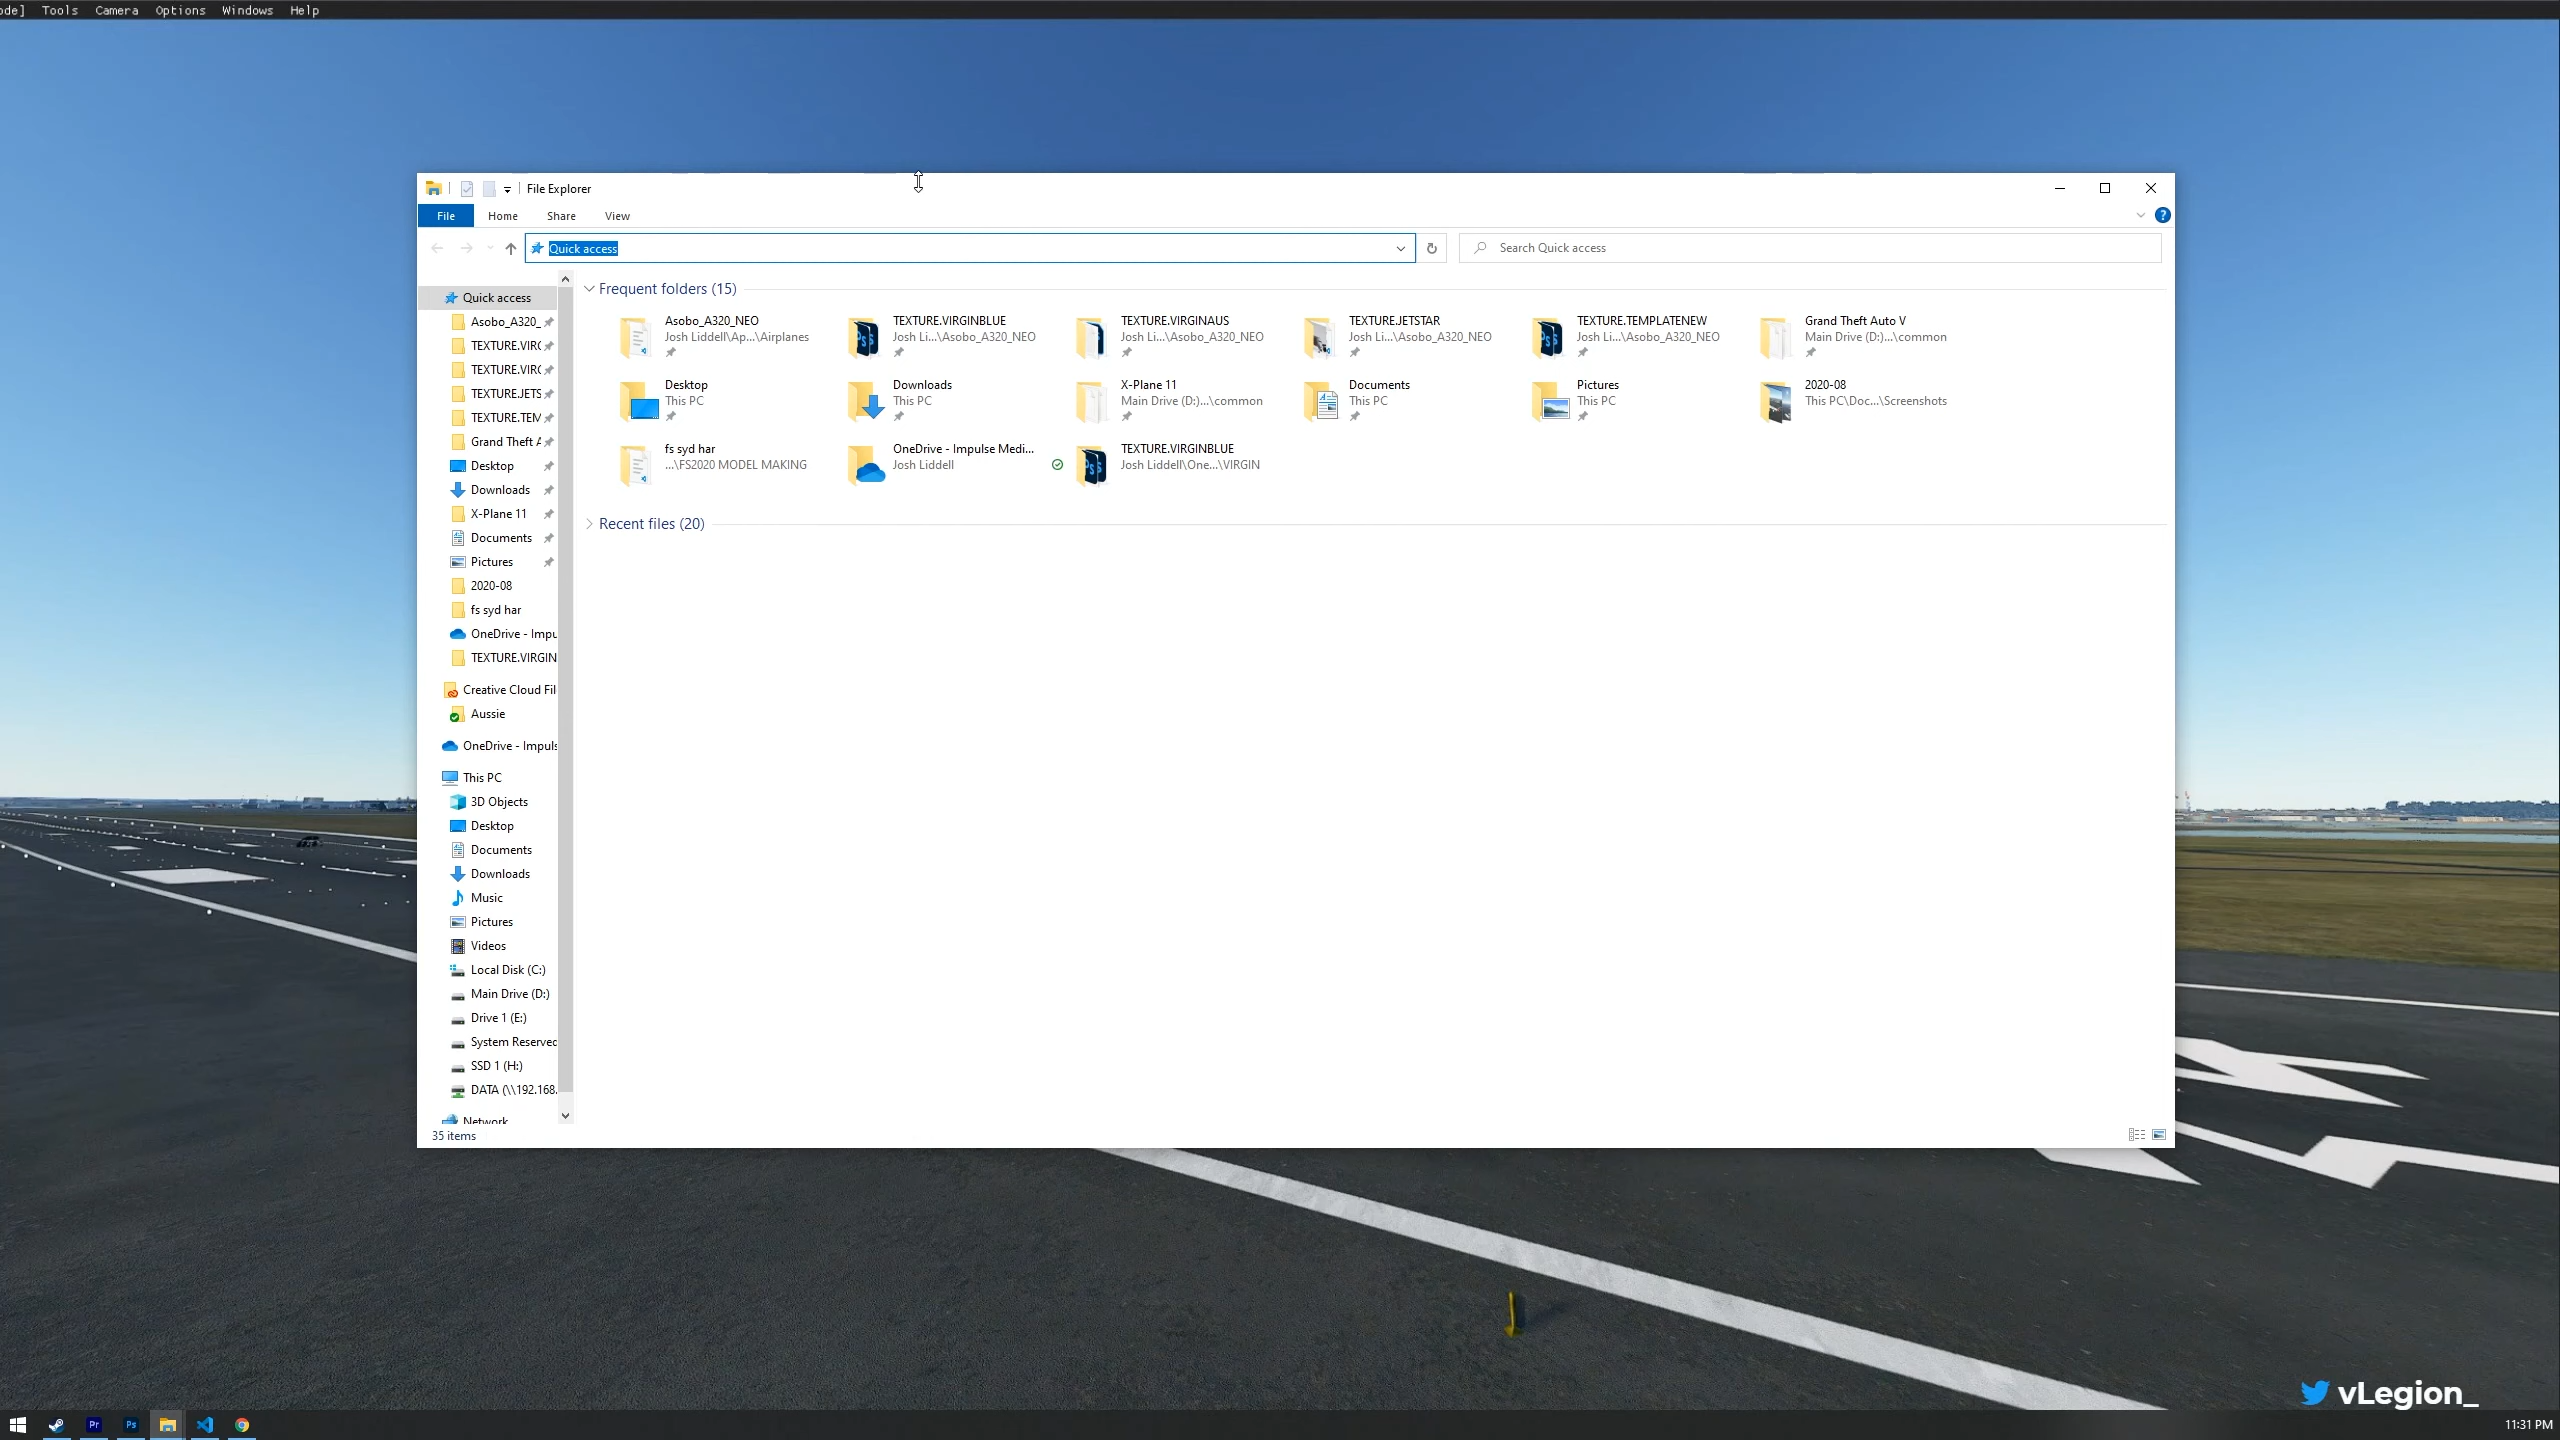 ode] Tools Camera Options Windows Help
File Explorer
File Home Share View
Quick access
Search Quick access
Quick access
Asobo_A320_
TEXTURE.VIRG
TEXTURE.VIRG
TEXTURE.JETS
TEXTURE.TEM
Grand Theft A
Desktop
Downloads
X-Plane 11
Documents
Pictures
2020-08
fs syd har
OneDrive - Impu
TEXTURE.VIRGIN
Creative Cloud Fil
Aussie
OneDrive - Impuls
This PC
3D Objects
Desktop
Documents
Downloads
Music
Pictures
Videos
Local Disk (C:)
Main Drive (D:)
Drive 1 (E:)
System Reserved
SSD 1 (H:)
DATA (\\192.168.
Network
Frequent folders (15)
Asobo_A320_NEO
Josh Liddell\Ap...\Airplanes
TEXTURE.VIRGINBLUE
Josh Li...\Asobo_A320_NEO
TEXTURE.VIRGINAUS
Josh Li...\Asobo_A320_NEO
TEXTURE.JETSTAR
Josh Li...\Asobo_A320_NEO
TEXTURE.TEMPLATENEW
Josh Li...\Asobo_A320_NEO
Grand Theft Auto V
Main Drive (D:)...\common
Desktop
This PC
Downloads
This PC
X-Plane 11
Main Drive (D:)...\common
Documents
This PC
Pictures
This PC
2020-08
This PC\Doc...\Screenshots
fs syd har
...\FS2020 MODEL MAKING
OneDrive - Impulse Medi...
Josh Liddell
TEXTURE.VIRGINBLUE
Josh Liddell\One...\VIRGIN
Recent files (20)
35 items
vLegion_
Pr
Ps
11:31 PM